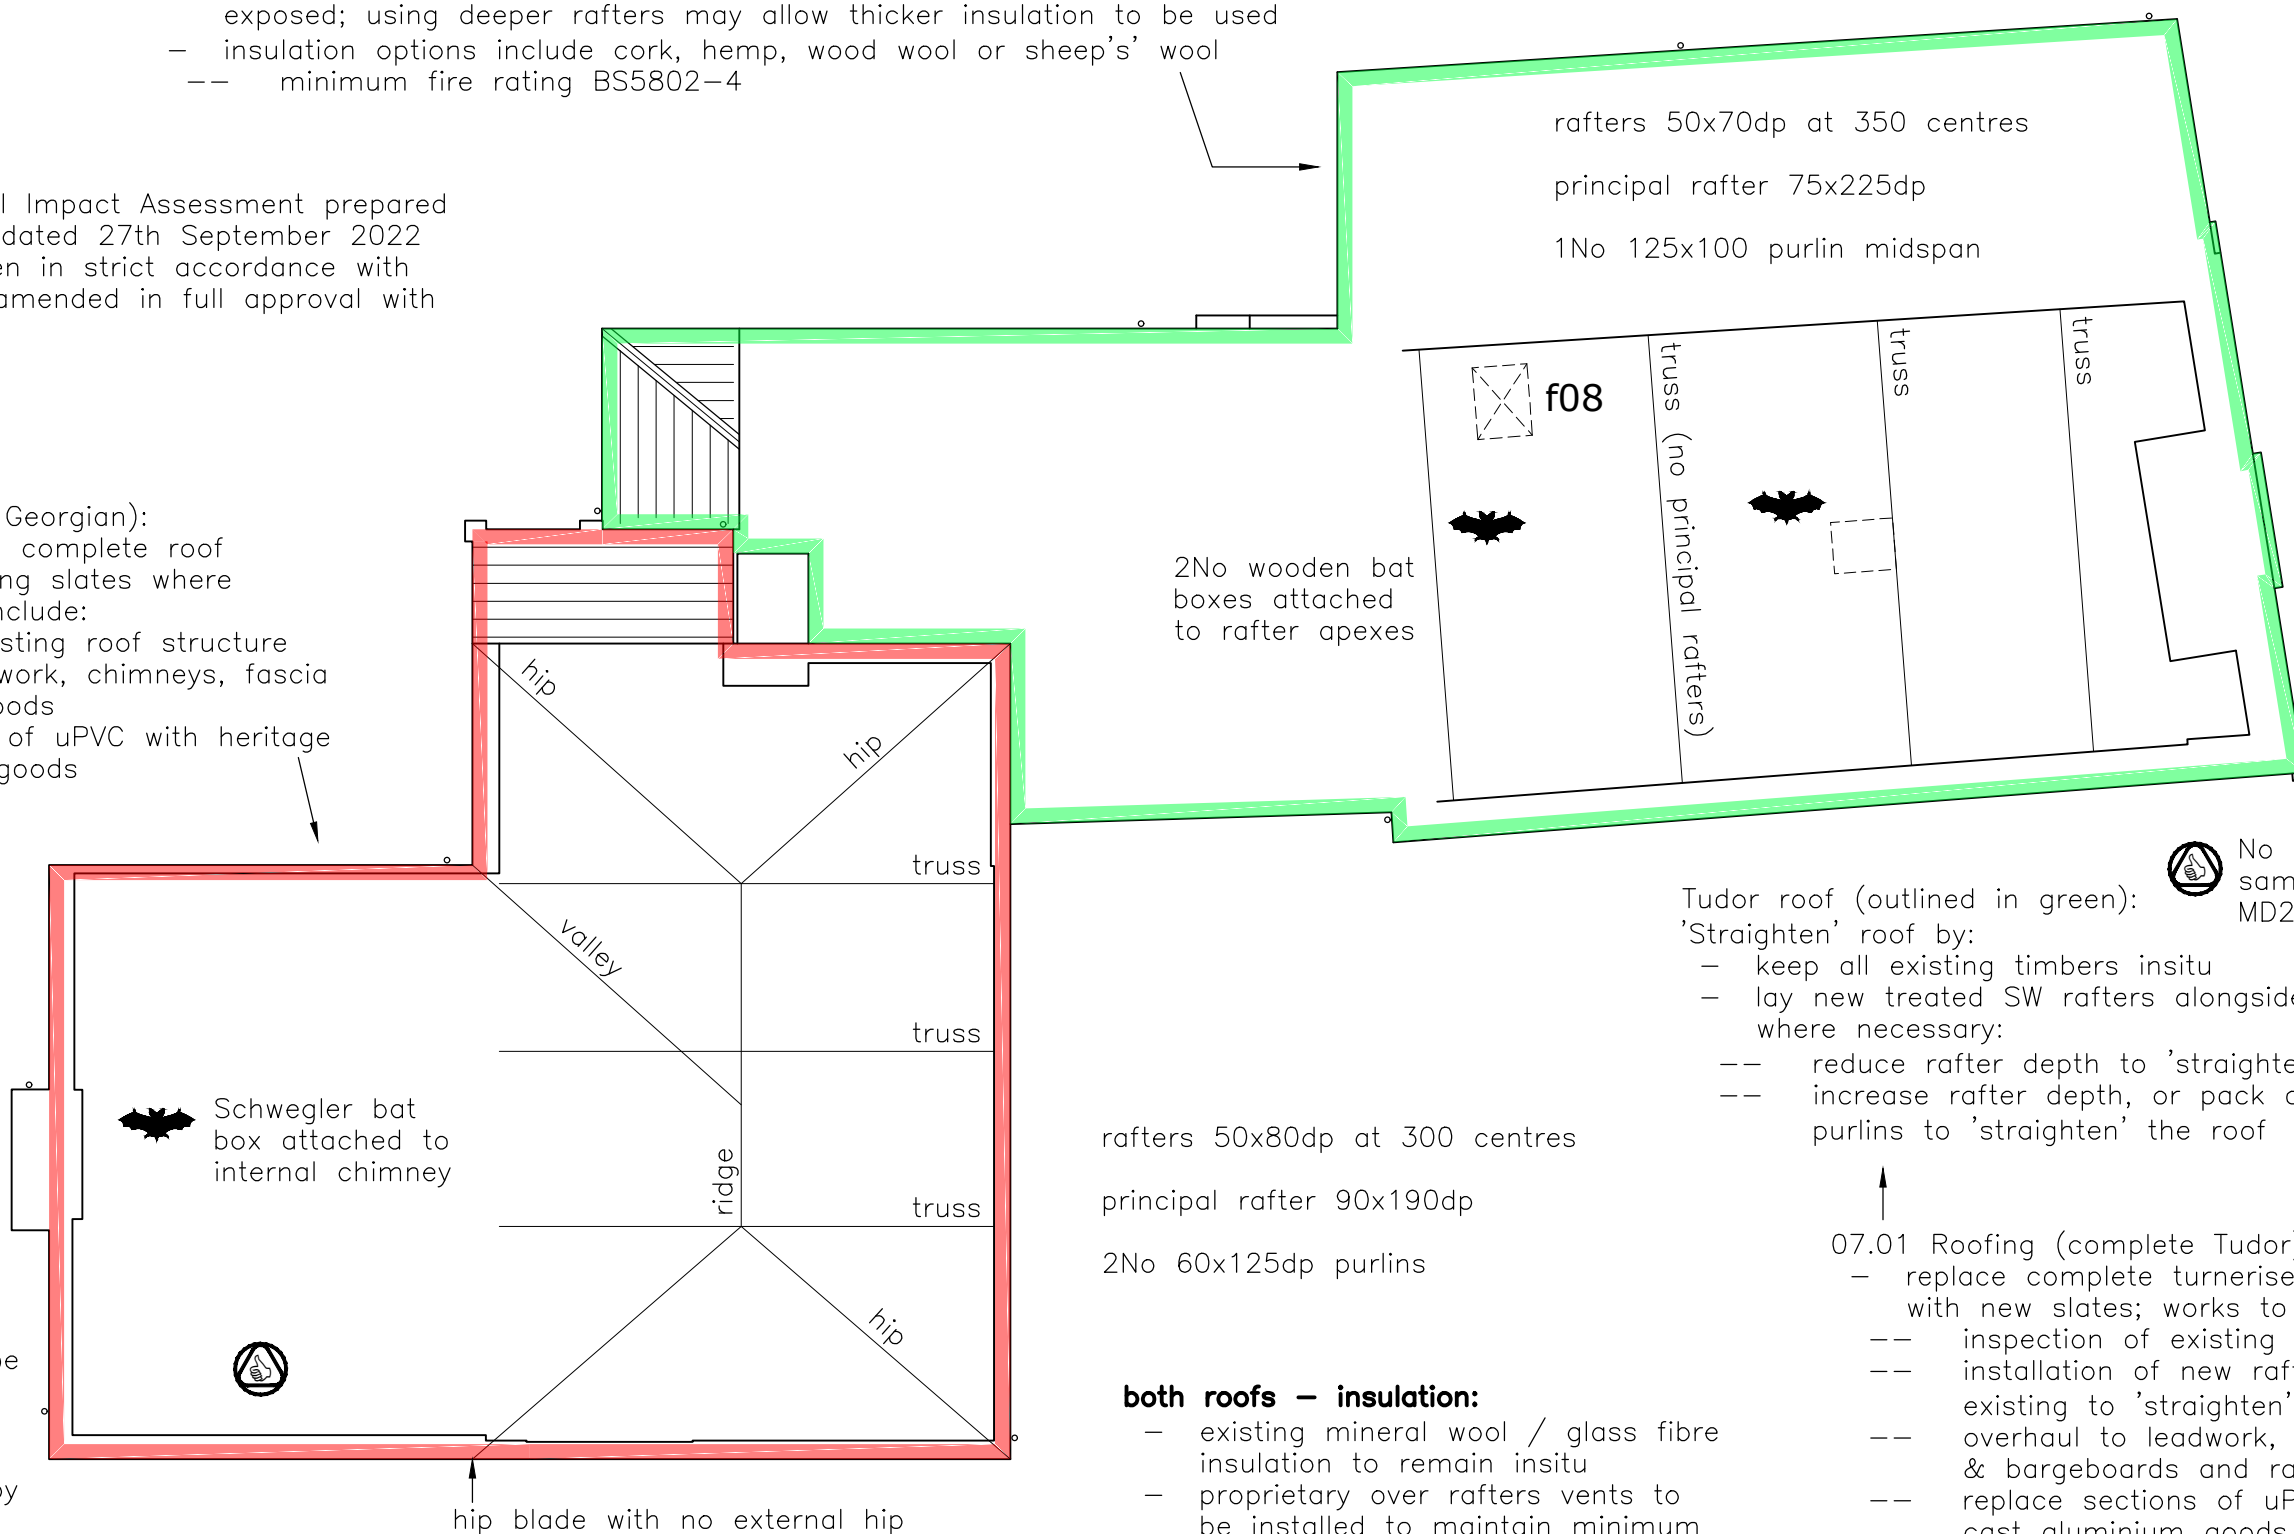 exposed; using deeper rafters may allow thicker insulation to be used
- insulation options include cork, hemp, wood wool or sheep's' wool
-- minimum fire rating BS5802-4
l Impact Assessment prepared
dated 27th September 2022
en in strict accordance with
amended in full approval with
Georgian):
complete roof
ng slates where
nclude:
sting roof structure
work, chimneys, fascia
oods
of uPVC with heritage
goods
rafters 50x70dp at 350 centres
principal rafter 75x225dp
1No 125x100 purlin midspan
truss (no principal rafters)
truss
truss
f08
2No wooden bat
boxes attached
to rafter apexes
hip
hip
valley
truss
truss
truss
ridge
hip
Schwegler bat
box attached to
internal chimney
be
by
hip blade with no external hip
rafters 50x80dp at 300 centres
principal rafter 90x190dp
2No 60x125dp purlins
both roofs - insulation:
- existing mineral wool / glass fibre
insulation to remain insitu
- proprietary over rafters vents to
be installed to maintain minimum
No
sam
MD2
Tudor roof (outlined in green):
'Straighten' roof by:
- keep all existing timbers insitu
- lay new treated SW rafters alongside
where necessary:
-- reduce rafter depth to 'straighte
-- increase rafter depth, or pack
purlins to 'straighten' the roof
07.01 Roofing (complete Tudor)
- replace complete turnerise
with new slates; works to
-- inspection of existing
-- installation of new raf
existing to 'straighten'
-- overhaul to leadwork,
& bargeboards and ra
-- replace sections of uP
cast aluminium goods